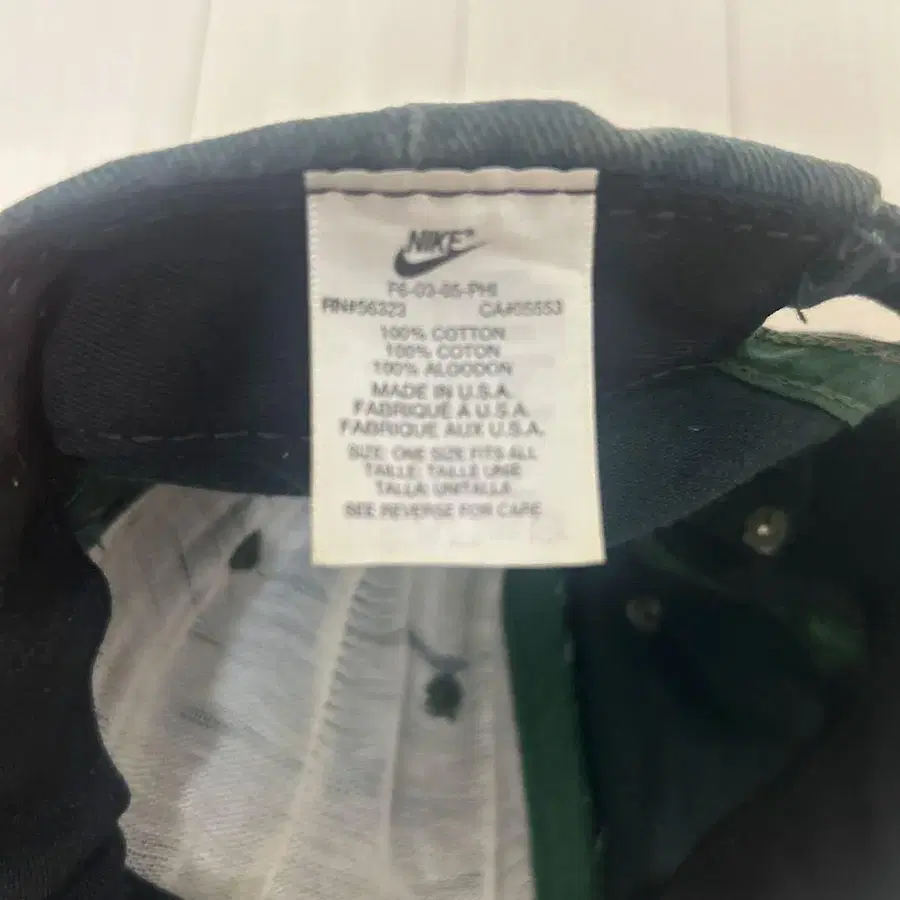 NIKE
F6-03-05-PHI
RN#56323 CA#05553
100% COTTON
100% COTON
100% ALGODON
MADE IN U.S.A.
FABRIQUÉ À U.S.A.
FABRIQUE AUX U.S.A.
SIZE: ONE SIZE FITS ALL
TAILLE: TAILLE UNIE
TALLA: UNITALLA
SEE REVERSE FOR CARE